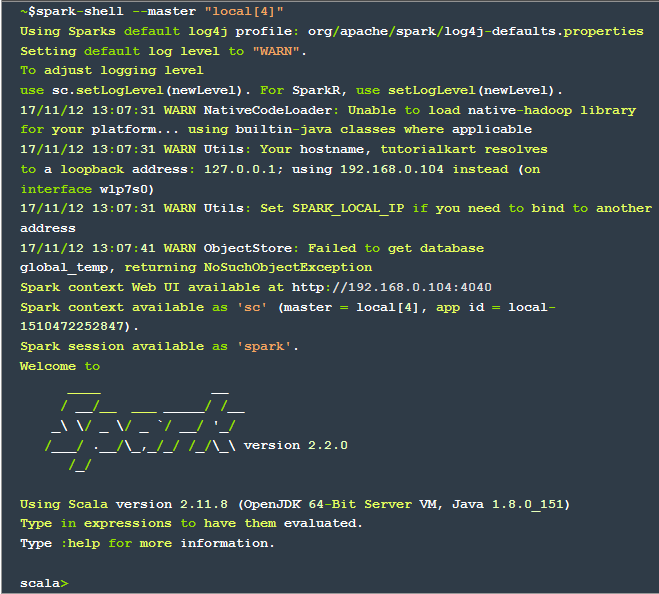 ~$spark-shell --master "local[4]"
Using Sparks default log4j profile: org/apache/spark/log4j-defaults.properties
Setting default log level to "WARN".
To adjust logging level
use sc.setLogLevel(newLevel). For SparkR, use setLogLevel(newLevel).
17/11/12 13:07:31 WARN NativeCodeLoader: Unable to load native-hadoop library
for your platform... using builtin-java classes where applicable
17/11/12 13:07:31 WARN Utils: Your hostname, tutorialkart resolves
to a loopback address: 127.0.0.1; using 192.168.0.104 instead (on
interface wlp7s0)
17/11/12 13:07:31 WARN Utils: Set SPARK_LOCAL_IP if you need to bind to another
address
17/11/12 13:07:41 WARN ObjectStore: Failed to get database
global_temp, returning NoSuchObjectException
Spark context Web UI available at http://192.168.0.104:4040
Spark context available as 'sc' (master = local[4], app id = local-
1510472252847).
Spark session available as 'spark'.
Welcome to
      ____              __
     / __/__  ___ _____/ /__
    _\ \/ _ \/ _ `/ __/ '_/
   /___/ .__/\_,_/_/ /_/\_\ version 2.2.0
      /_/
Using Scala version 2.11.8 (OpenJDK 64-Bit Server VM, Java 1.8.0_151)
Type in expressions to have them evaluated.
Type :help for more information.
scala>